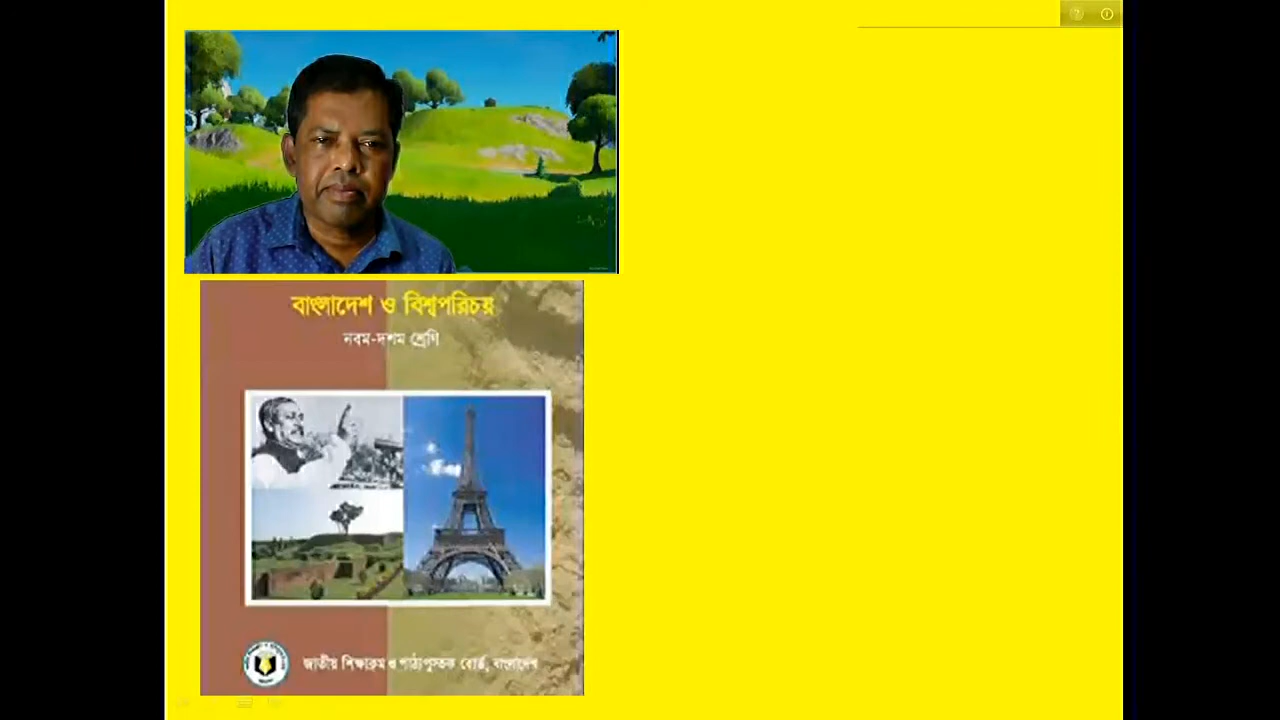 বাংলাদেশ ও বিশ্বপরিচয়
নবম-দশম শ্রেণি
জাতীয় শিক্ষাক্রম ও পাঠ্যপুস্তক বোর্ড, বাংলাদেশ